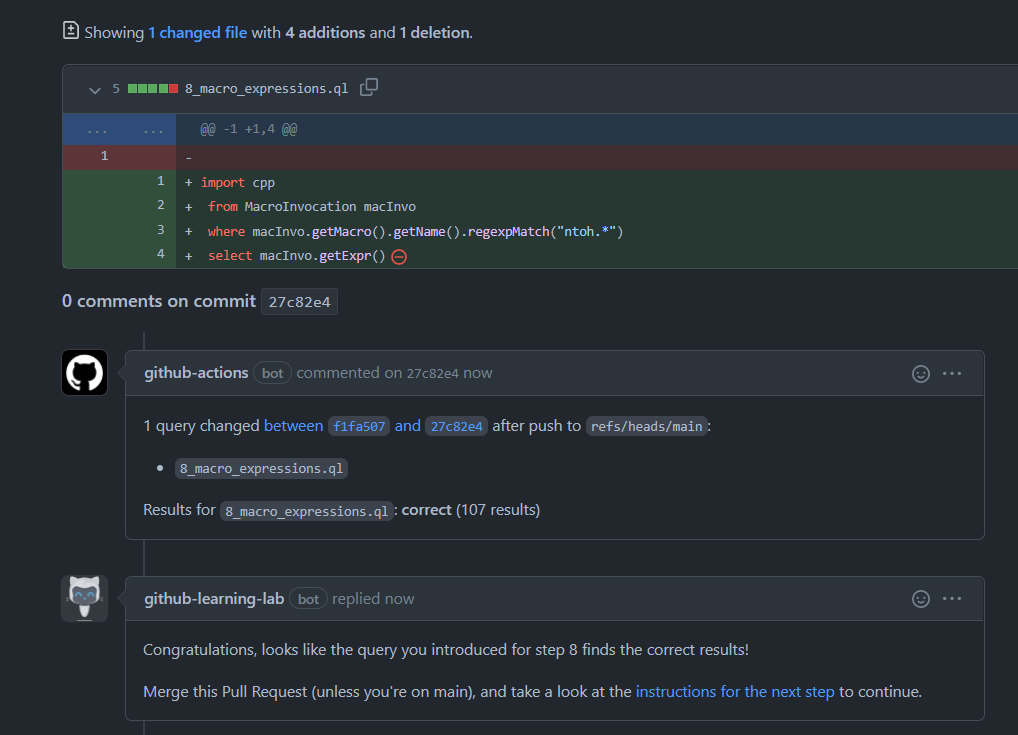 Showing 1 changed file with 4 additions and 1 deletion.
5 8_macro_expressions.ql
... ... @@ -1 +1,4 @@
1 -
1 + import cpp
2 + from MacroInvocation macInvo
3 + where macInvo.getMacro().getName().regexpMatch("ntoh.*")
4 + select macInvo.getExpr()
0 comments on commit 27c82e4
github-actions bot commented on 27c82e4 now
1 query changed between f1fa507 and 27c82e4 after push to refs/heads/main:
• 8_macro_expressions.ql
Results for 8_macro_expressions.ql: correct (107 results)
github-learning-lab bot replied now
Congratulations, looks like the query you introduced for step 8 finds the correct results!
Merge this Pull Request (unless you're on main), and take a look at the instructions for the next step to continue.